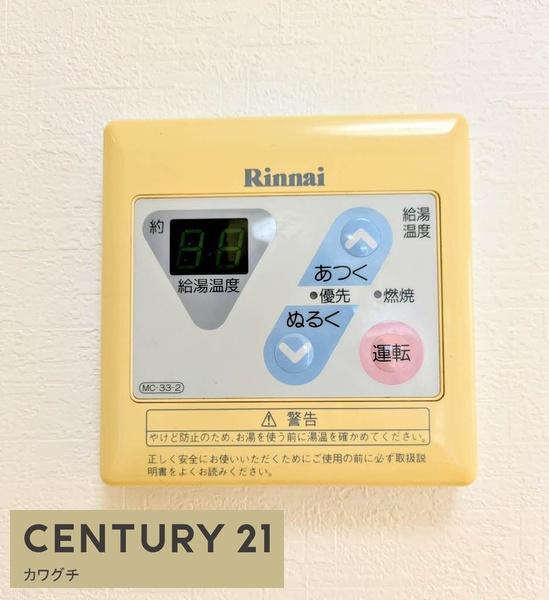 Rinnai
約
給湯温度
給湯
温度
あつく
優先
燃焼
ぬるく
運転
MC-33-2
警告
やけど防止のため、お湯を使う前に湯温を確かめてください。
正しく安全にお使いいただくためにご使用の前に必ず取扱説
明書をよくお読みください。
CENTURY 21
カワグチ